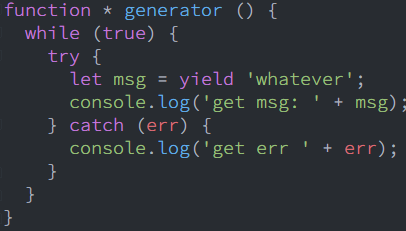 function * generator () {
  while (true) {
    try {
      let msg = yield 'whatever';
      console.log('get msg: ' + msg);
    } catch (err) {
      console.log('get err ' + err);
    }
  }
}